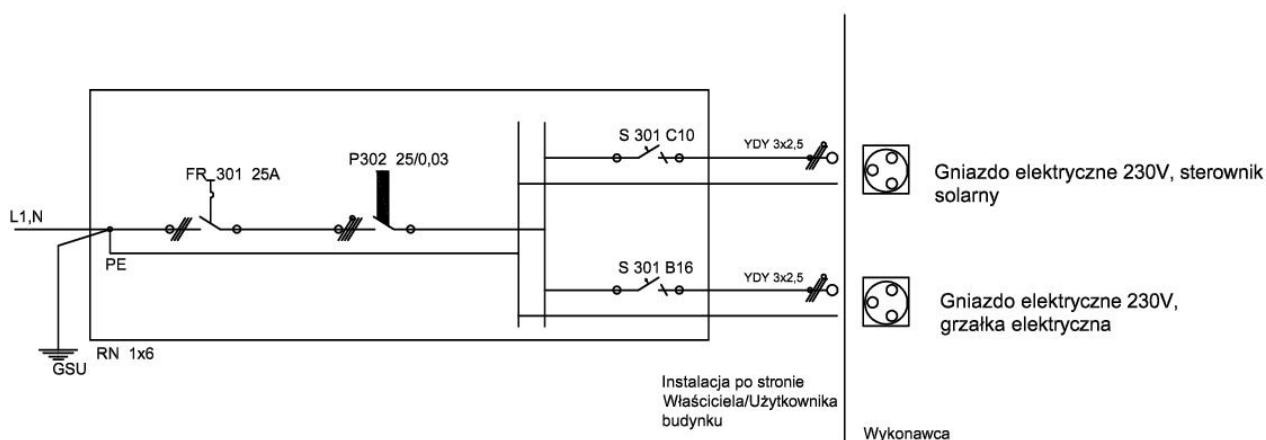 S 301 C10
YDY 3x2,5
P302 25/0,03
FR 301 25A
Gniazdo elektryczne 230V, sterownik
solarny
L1,N
PE
S 301 B16
YDY 3x2,5
Gniazdo elektryczne 230V,
grzałka elektryczna
RN 1x6
GSU
Instalacja po stronie
Właściciela/Użytkownika
budynku
Wykonawca